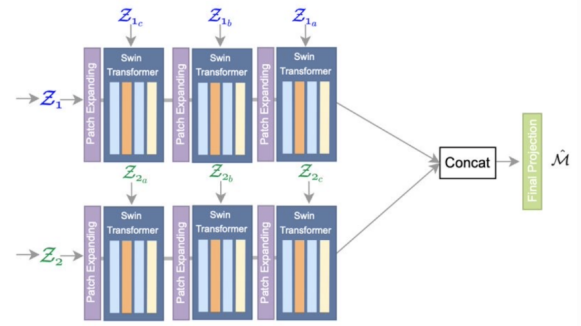 𝒵₁c 𝒵₁b 𝒵₁a
Patch Expanding Swin Transformer Patch Expanding Swin Transformer Patch Expanding Swin Transformer
𝒵₁
Concat Final Projection ℳ̂
𝒵₂a 𝒵₂b 𝒵₂c
Patch Expanding Swin Transformer Patch Expanding Swin Transformer Patch Expanding Swin Transformer
𝒵₂